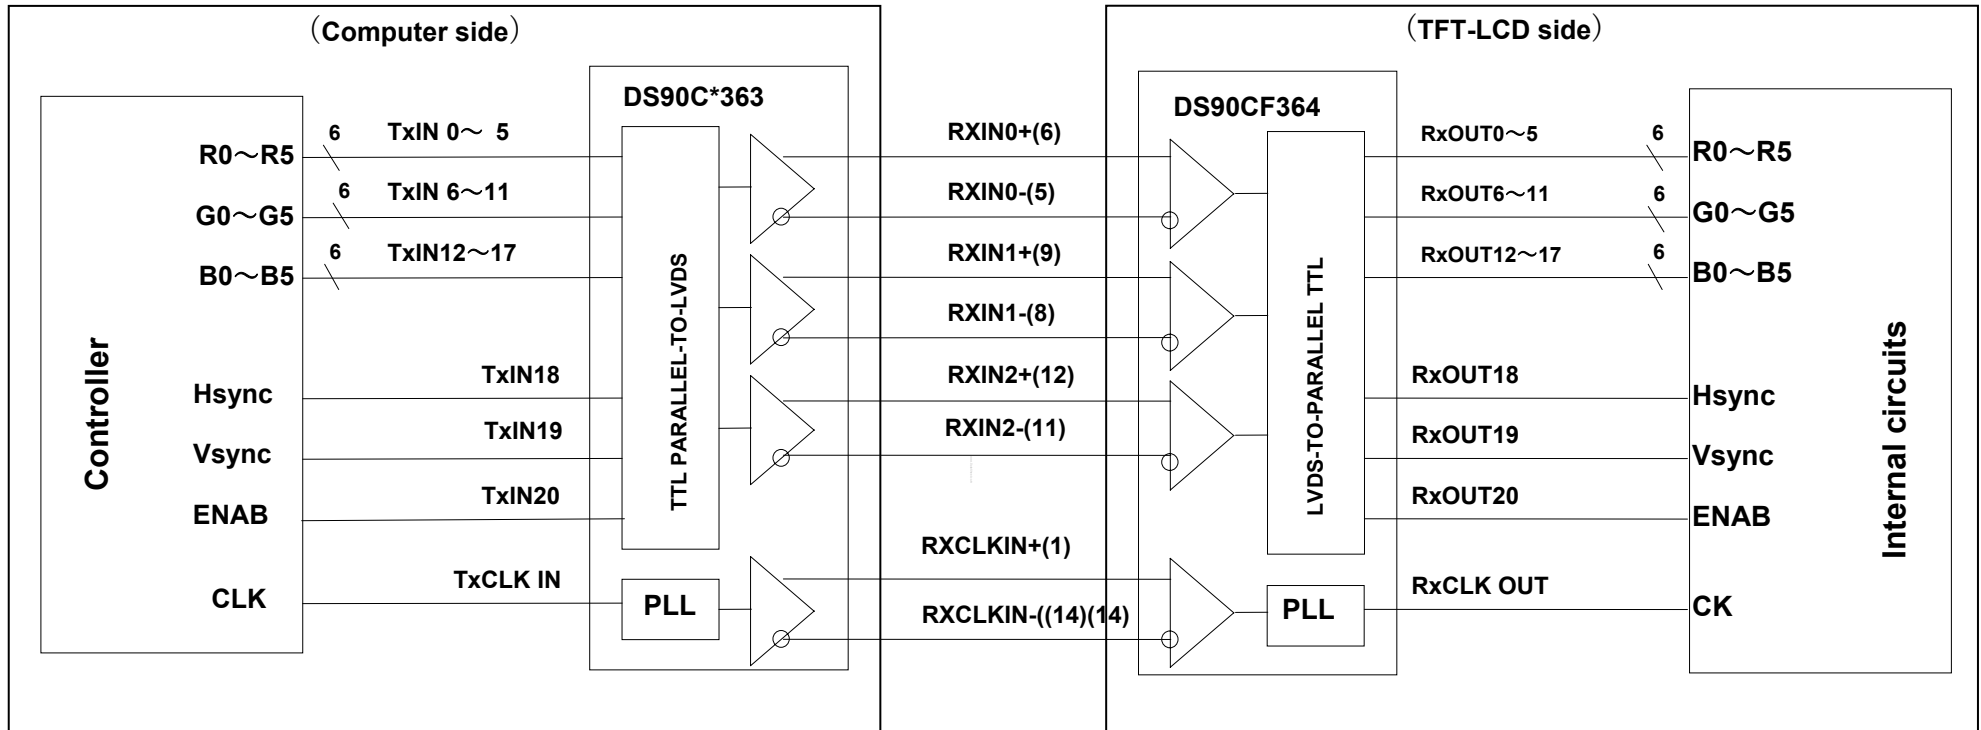 （Computer side）
（TFT-LCD side）
DS90C*363
DS90CF364
Controller
R0～R5
G0～G5
B0～B5
Hsync
Vsync
ENAB
CLK
6
TxIN 0～ 5
6
TxIN 6～11
6
TxIN12～17
TxIN18
TxIN19
TxIN20
TxCLK IN
TTL PARALLEL-TO-LVDS
PLL
RXIN0+(6)
RXIN0-(5)
RXIN1+(9)
RXIN1-(8)
RXIN2+(12)
RXIN2-(11)
RXCLKIN+(1)
RXCLKIN-((14)(14)
LVDS-TO-PARALLEL TTL
PLL
RxOUT0～5
6
RxOUT6～11
6
RxOUT12～17
6
RxOUT18
RxOUT19
RxOUT20
RxCLK OUT
R0～R5
G0～G5
B0～B5
Hsync
Vsync
ENAB
CK
Internal circuits